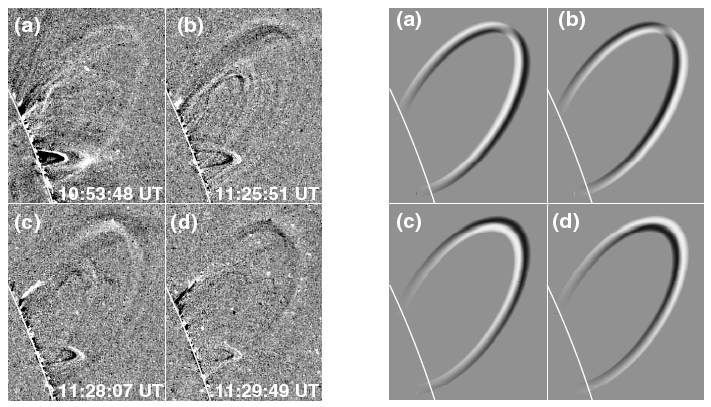 (a)
(b)
10:53:48 UT
11:25:51 UT
(c)
(d)
11:28:07 UT
11:29:49 UT
(a)
(b)
(c)
(d)